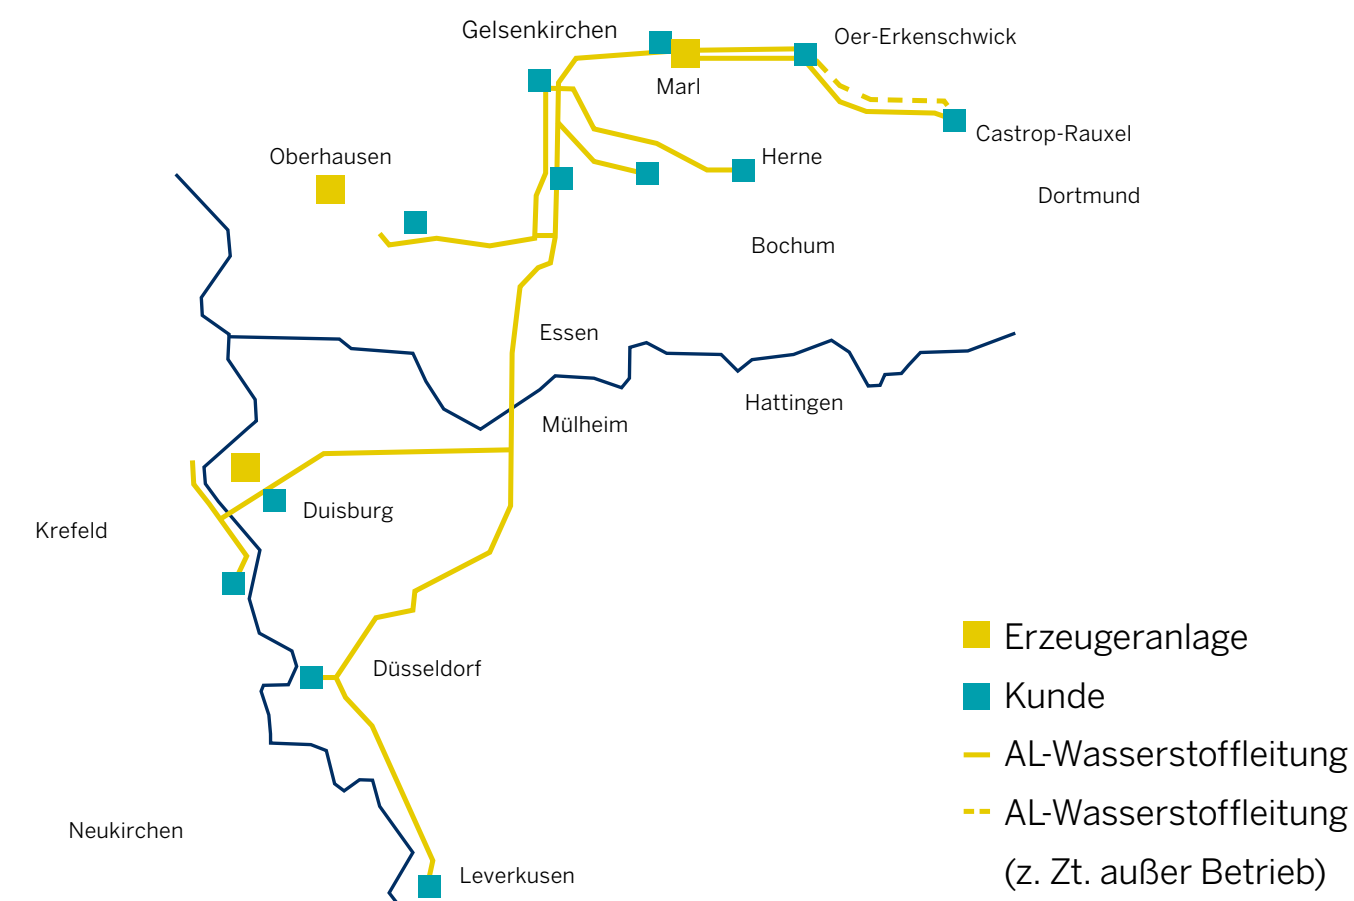 Gelsenkirchen
Oer-Erkenschwick
Marl
Castrop-Rauxel
Oberhausen
Herne
Dortmund
Bochum
Essen
Hattingen
Mülheim
Duisburg
Krefeld
Düsseldorf
Neukirchen
Leverkusen
Erzeugeranlage
Kunde
AL-Wasserstoffleitung
AL-Wasserstoffleitung
(z. Zt. außer Betrieb)